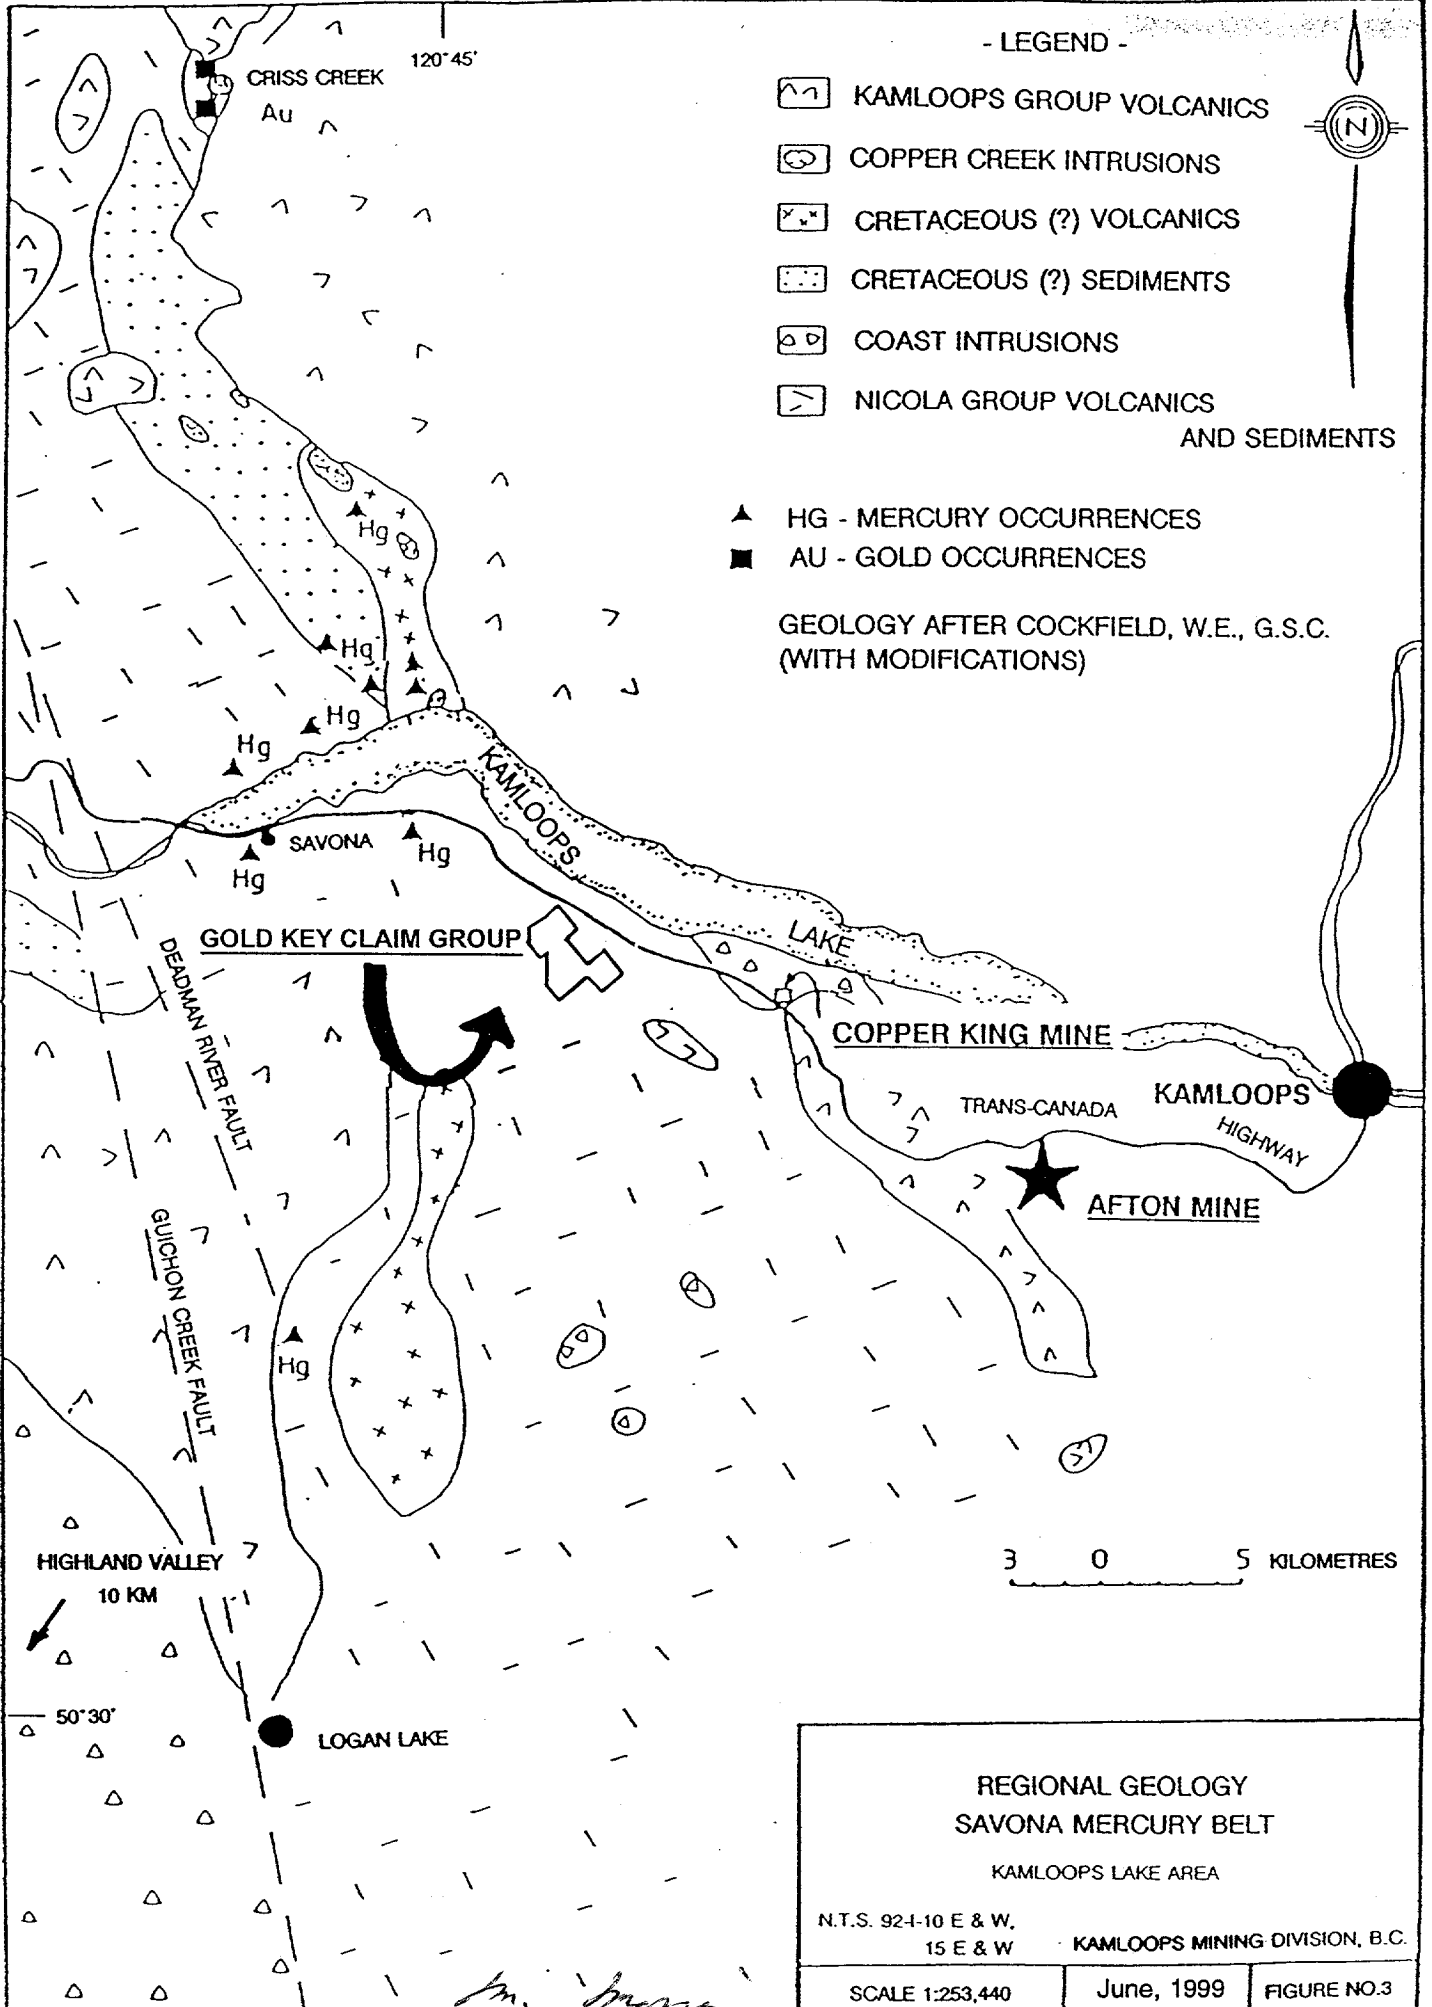 120°45'
CRISS CREEK
Au
- LEGEND -
KAMLOOPS GROUP VOLCANICS
COPPER CREEK INTRUSIONS
CRETACEOUS (?) VOLCANICS
CRETACEOUS (?) SEDIMENTS
COAST INTRUSIONS
NICOLA GROUP VOLCANICS
AND SEDIMENTS
N
HG - MERCURY OCCURRENCES
AU - GOLD OCCURRENCES
GEOLOGY AFTER COCKFIELD, W.E., G.S.C.
(WITH MODIFICATIONS)
Hg
Hg
Hg
Hg
KAMLOOPS
LAKE
SAVONA
Hg
Hg
GOLD KEY CLAIM GROUP
DEADMAN RIVER FAULT
COPPER KING MINE
TRANS-CANADA
HIGHWAY
KAMLOOPS
AFTON MINE
GUICHON CREEK FAULT
Hg
HIGHLAND VALLEY
10 KM
3 0 5 KILOMETRES
50°30'
LOGAN LAKE
REGIONAL GEOLOGY
SAVONA MERCURY BELT
KAMLOOPS LAKE AREA
N.T.S. 92-I-10 E & W,
15 E & W
KAMLOOPS MINING DIVISION, B.C.
SCALE 1:253,440
June, 1999
FIGURE NO.3